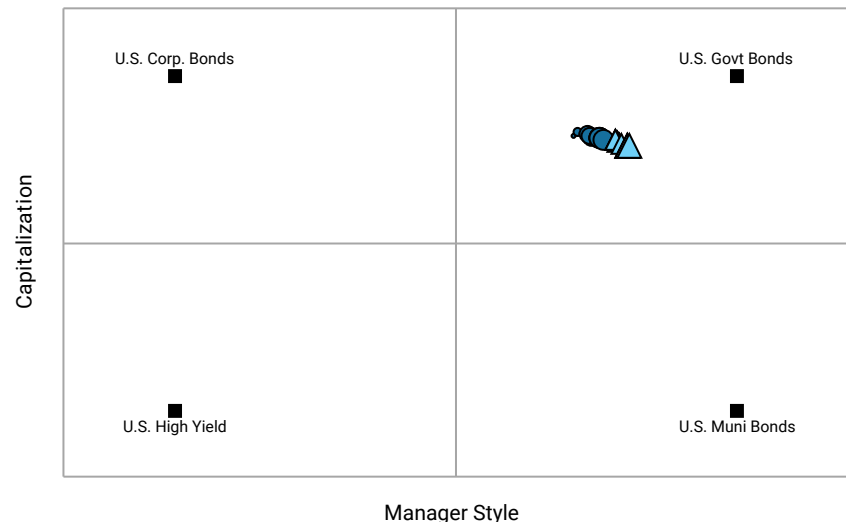 U.S. Corp. Bonds
U.S. Govt Bonds
Capitalization
U.S. High Yield
U.S. Muni Bonds
Manager Style